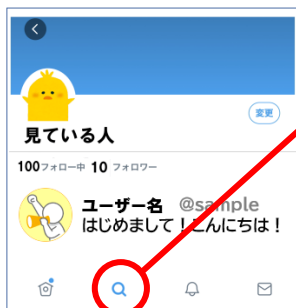 変更
見ている人
100フォロー中 10 フォロワー
ユーザー名 @sample
はじめまして！こんにちは！